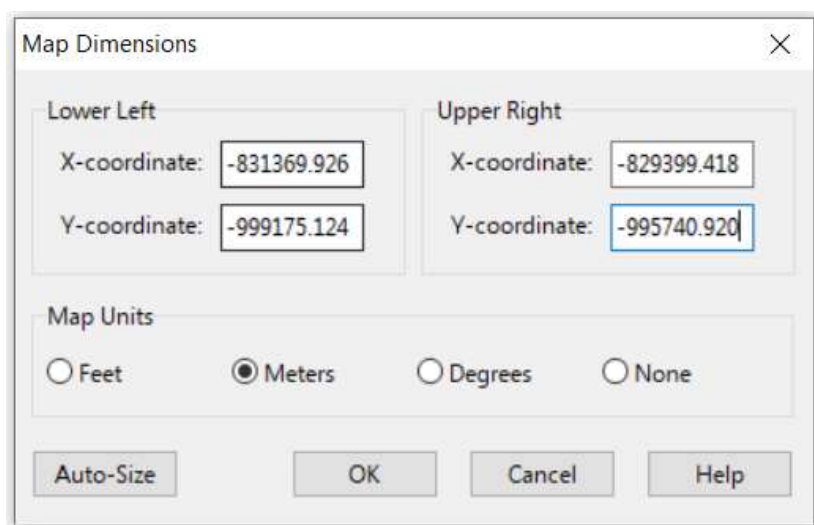 Map Dimensions
Lower Left
X-coordinate: -831369.926
Y-coordinate: -999175.124
Upper Right
X-coordinate: -829399.418
Y-coordinate: -995740.920
Map Units
Feet Meters Degrees None
Auto-Size OK Cancel Help